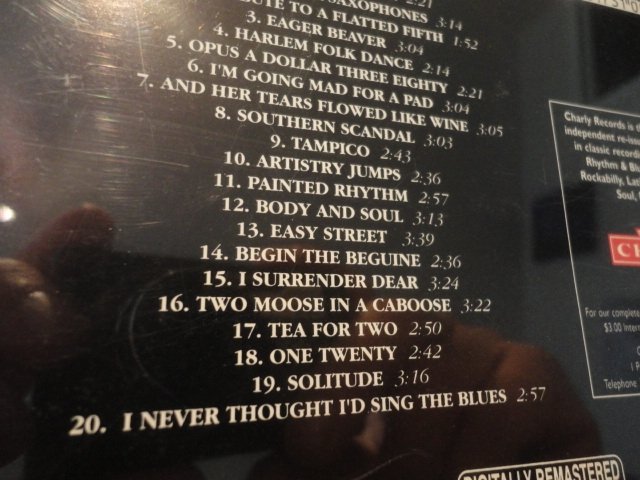 SAXOPHONES 3:14
TO A FLATTED FIFTH 1:52
3. EAGER BEAVER 3:04
4. HARLEM FOLK DANCE 2:14
5. OPUS A DOLLAR THREE EIGHTY 2:21
6. I'M GOING MAD FOR A PAD 3:04
7. AND HER TEARS FLOWED LIKE WINE 3:05
8. SOUTHERN SCANDAL 3:03
9. TAMPICO 2:43
10. ARTISTRY JUMPS 2:36
11. PAINTED RHYTHM 2:57
12. BODY AND SOUL 3:13
13. EASY STREET 3:39
14. BEGIN THE BEGUINE 2:36
15. I SURRENDER DEAR 3:24
16. TWO MOOSE IN A CABOOSE 3:22
17. TEA FOR TWO 2:50
18. ONE TWENTY 2:42
19. SOLITUDE 3:16
20. I NEVER THOUGHT I'D SING THE BLUES 2:57
Charly Records is
independent re-iss
in classic record
Rhythm & Blu
Rockabilly, Lat
Soul,
CH
For our complete
$3.00 Intern
Telephone
DIGITALLY REMASTERED